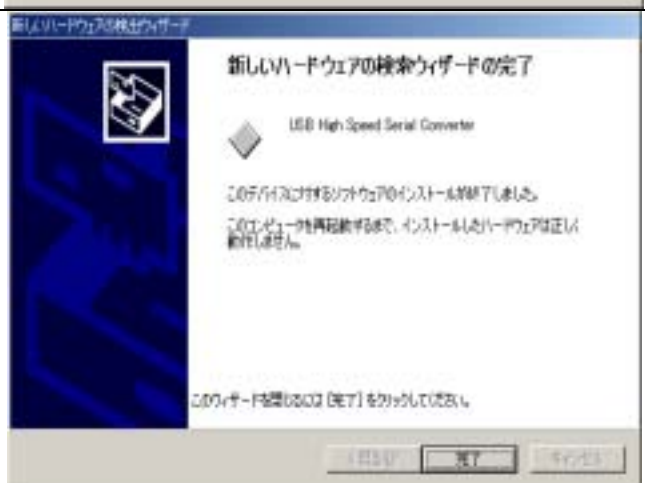 新しいハードウェアの検出ウィザード
新しいハードウェアの検索ウィザードの完了
USB High Speed Serial Converter
このデバイスに対するソフトウェアのインストールが終了しました。
このコンピュータを再起動するまで、インストールしたハードウェアは正しく
動作しません。
このウィザードを閉じるには [完了] をクリックしてください。
< 戻る(B)
完了
キャンセル